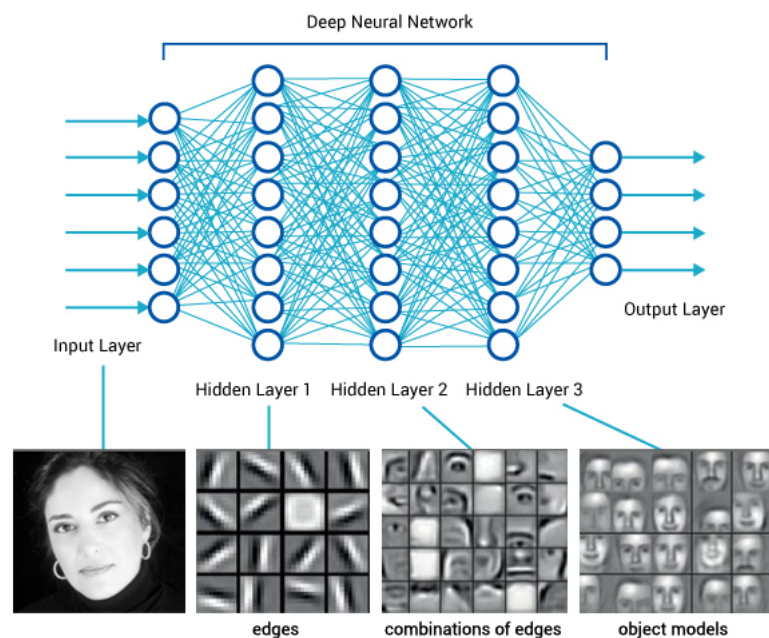 Deep Neural Network
Input Layer
Output Layer
Hidden Layer 1
Hidden Layer 2
Hidden Layer 3
edges
combinations of edges
object models